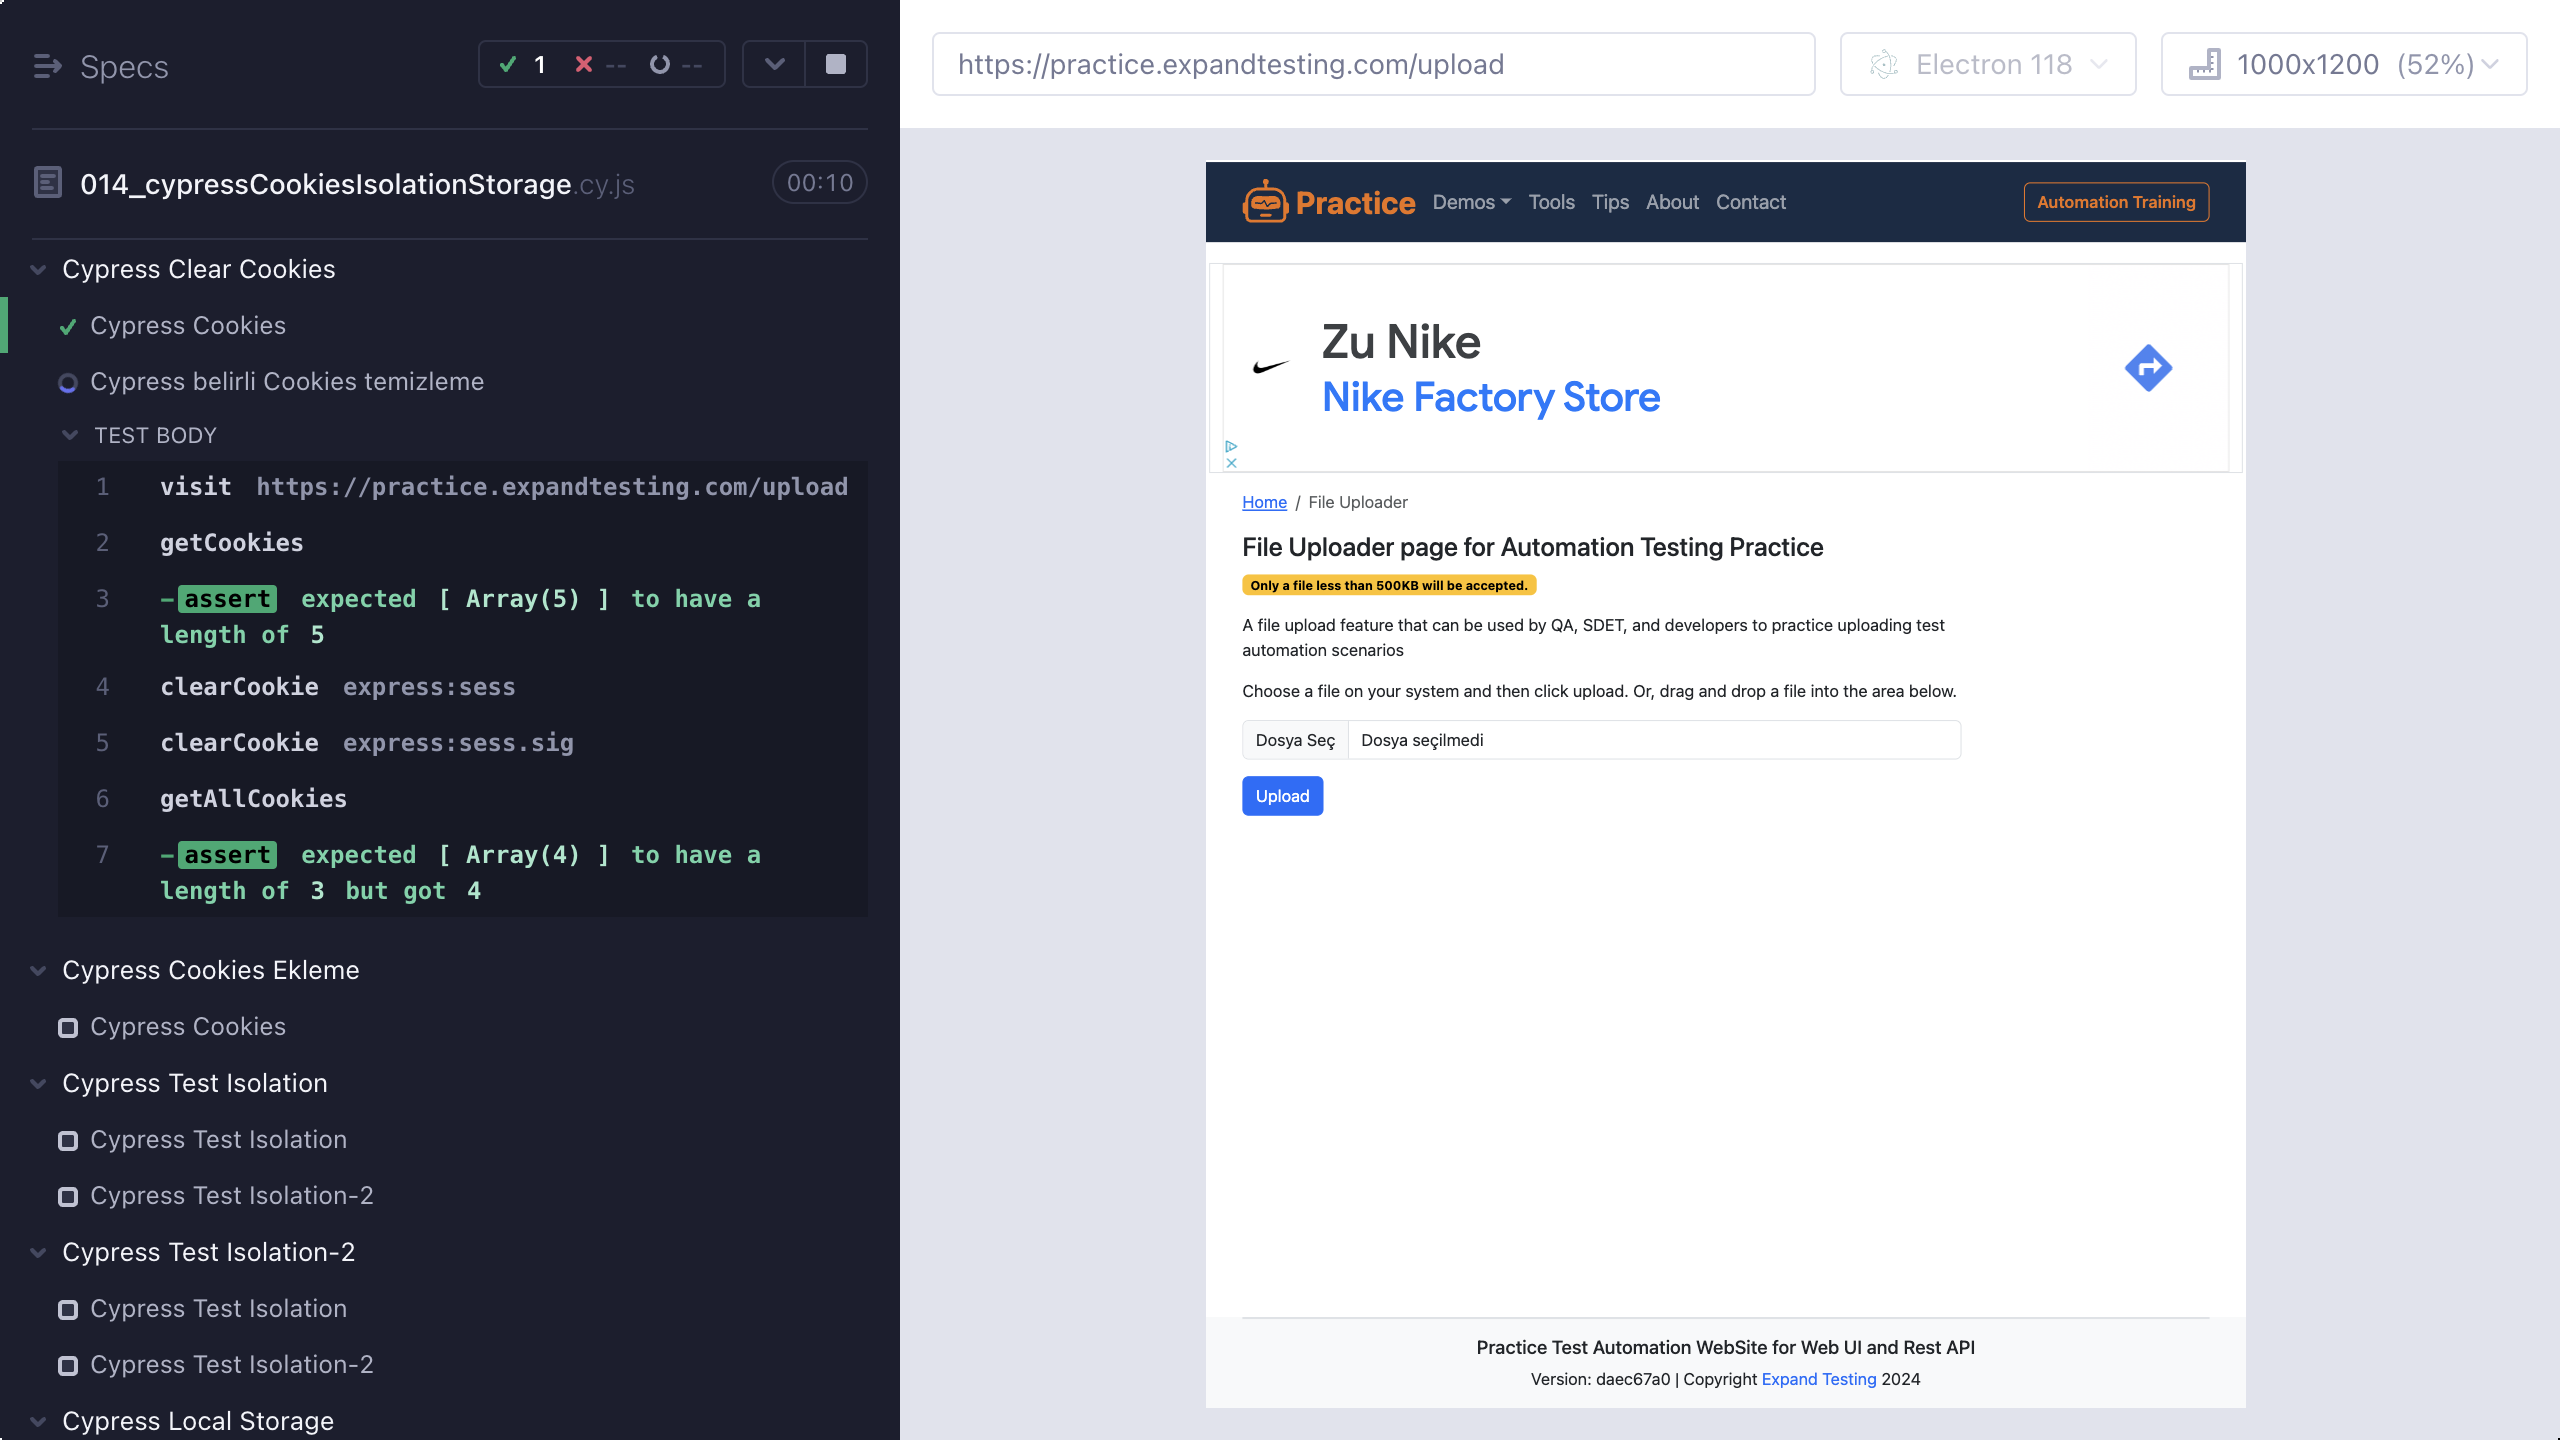 Specs
1 -- --
014_cypressCookiesIsolationStorage.cy.js 00:10
Cypress Clear Cookies
Cypress Cookies
Cypress belirli Cookies temizleme
TEST BODY
1 visit https://practice.expandtesting.com/upload
2 getCookies
3 -assert expected [ Array(5) ] to have a
length of 5
4 clearCookie express:sess
5 clearCookie express:sess.sig
6 getAllCookies
7 -assert expected [ Array(4) ] to have a
length of 3 but got 4
Cypress Cookies Ekleme
Cypress Cookies
Cypress Test Isolation
Cypress Test Isolation
Cypress Test Isolation-2
Cypress Test Isolation-2
Cypress Test Isolation
Cypress Test Isolation-2
Cypress Local Storage
https://practice.expandtesting.com/upload
Electron 118
1000x1200 (52%)
Practice Demos Tools Tips About Contact Automation Training
Zu Nike
Nike Factory Store
Home / File Uploader
File Uploader page for Automation Testing Practice
Only a file less than 500KB will be accepted.
A file upload feature that can be used by QA, SDET, and developers to practice uploading test
automation scenarios
Choose a file on your system and then click upload. Or, drag and drop a file into the area below.
Dosya Seç Dosya seçilmedi
Upload
Practice Test Automation WebSite for Web UI and Rest API
Version: daec67a0 | Copyright Expand Testing 2024